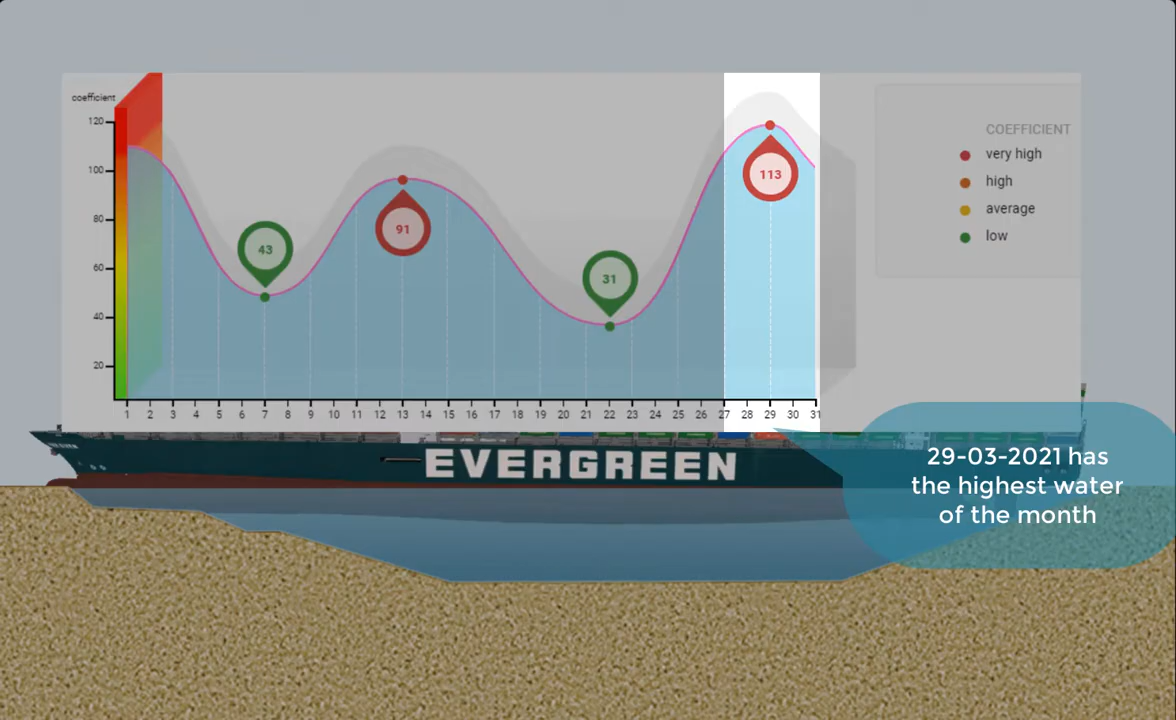 coefficient
120
100
80
60
40
20
43
91
31
113
1 2 3 4 5 6 7 8 9 10 11 12 13 14 15 16 17 18 19 20 21 22 23 24 25 26 27 28 29 30 31
COEFFICIENT
very high
high
average
low
EVERGREEN
29-03-2021 has
the highest water
of the month